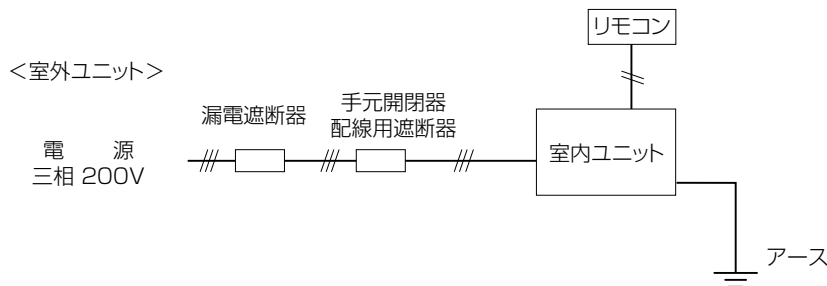 リモコン
＜室外ユニット＞
漏電遮断器
手元開閉器
配線用遮断器
室内ユニット
電　源
三相 200V
アース